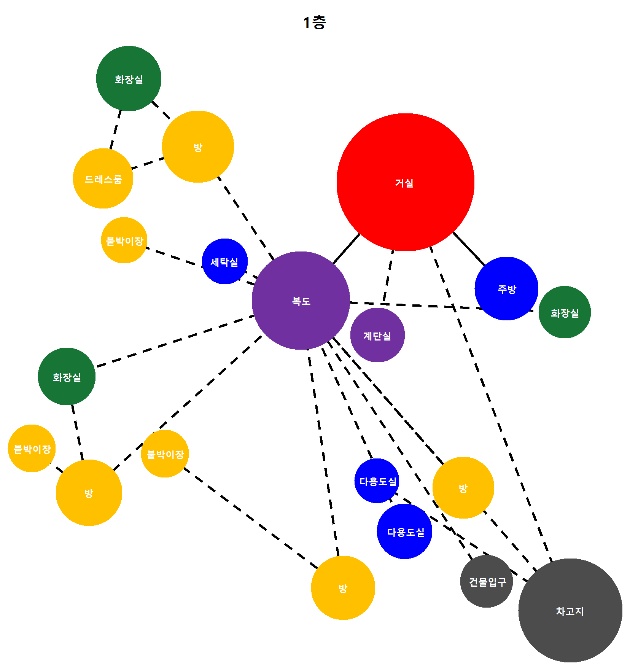 1층
화장실
방
드레스룸
거실
붙박이장
세탁실
복도
주방
화장실
계단실
화장실
붙박이장
붙박이장
방
다용도실
방
다용도실
방
건물입구
차고지